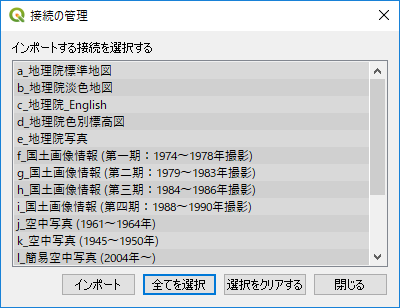 接続の管理
インポートする接続を選択する
a_地理院標準地図
b_地理院淡色地図
c_地理院_English
d_地理院色別標高図
e_地理院写真
f_国土画像情報 (第一期：1974～1978年撮影)
g_国土画像情報 (第二期：1979～1983年撮影)
h_国土画像情報 (第三期：1984～1986年撮影)
i_国土画像情報 (第四期：1988～1990年撮影)
j_空中写真 (1961～1964年)
k_空中写真 (1945～1950年)
l_簡易空中写真 (2004年～)
インポート 全てを選択 選択をクリアする 閉じる